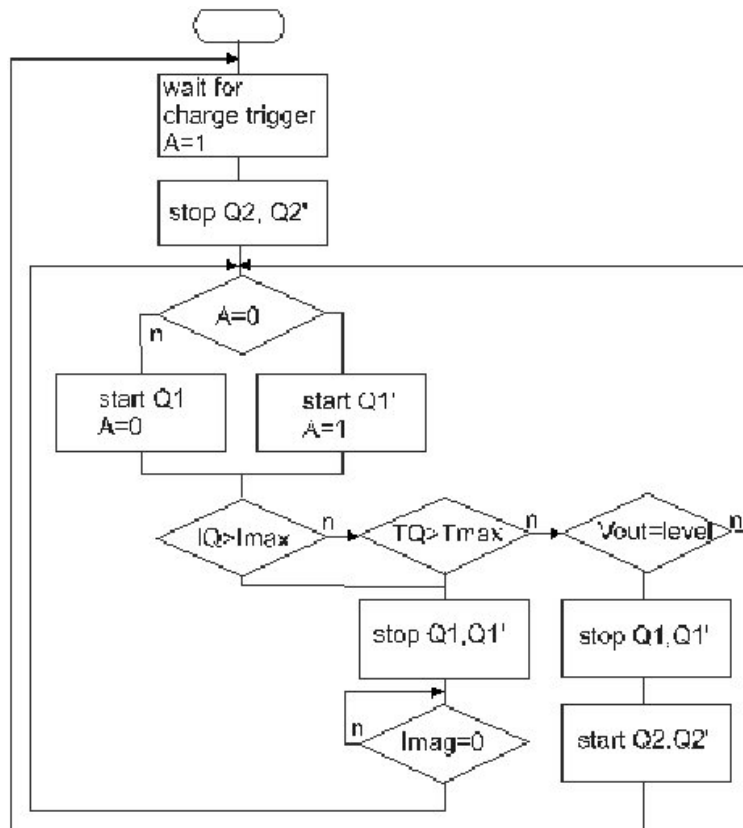 wait for
charge trigger
A=1
stop Q2, Q2'
A=0
n
start Q1
A=0
start Q1'
A=1
IQ>Imax
n
TQ>Tmax
n
Vout=level
n
stop Q1,Q1'
stop Q1,Q1'
Imag=0
n
start Q2.Q2'